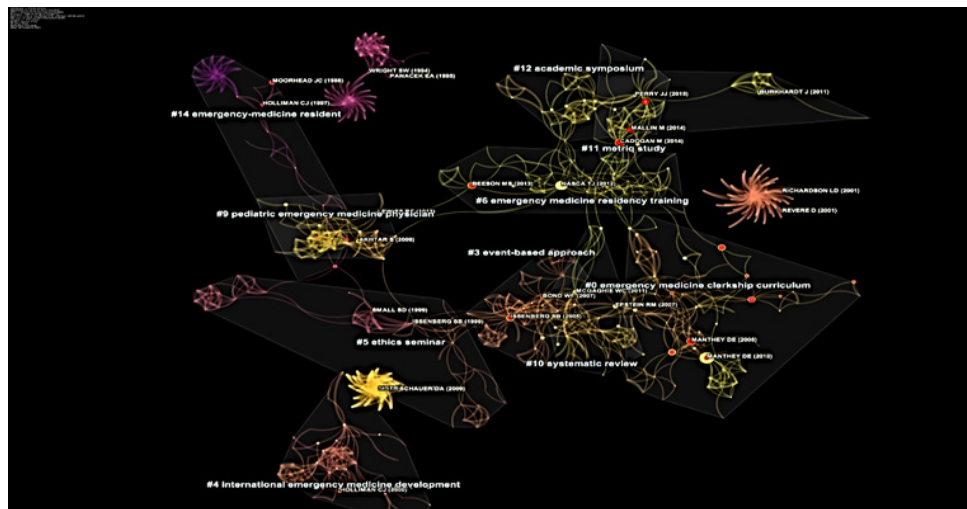 WRIGHT SW (1994)
PANACEK EA (1995)
#12 academic symposium
MOORHEAD JC (1996)
BURKHARDT J (2011)
PERRY JJ (2015)
HOLLIMAN CJ (1997)
#14 emergency-medicine resident
MALLIN M (2014)
CADOGAN M (2014)
#11 metriq study
BEESON MS (2013)
NASCA TJ (2012)
RICHARDSON LD (2001)
#6 emergency medicine residency training
REVERE D (2001)
#9 pediatric emergency medicine physician
AKHTAR S (2009)
#3 event-based approach
#0 emergency medicine clerkship curriculum
MCGAGHIE WC (2011)
BOND WF (2007)
EPSTEIN RM (2007)
SMALL SD (1999)
ISSENBERG SB (2005)
ISSENBERG SB (1999)
#5 ethics seminar
MANTHEY DE (2006)
MANTHEY DE (2010)
#10 systematic review
SCHAUER DA (2009)
#4 international emergency medicine development
HOLLIMAN CJ